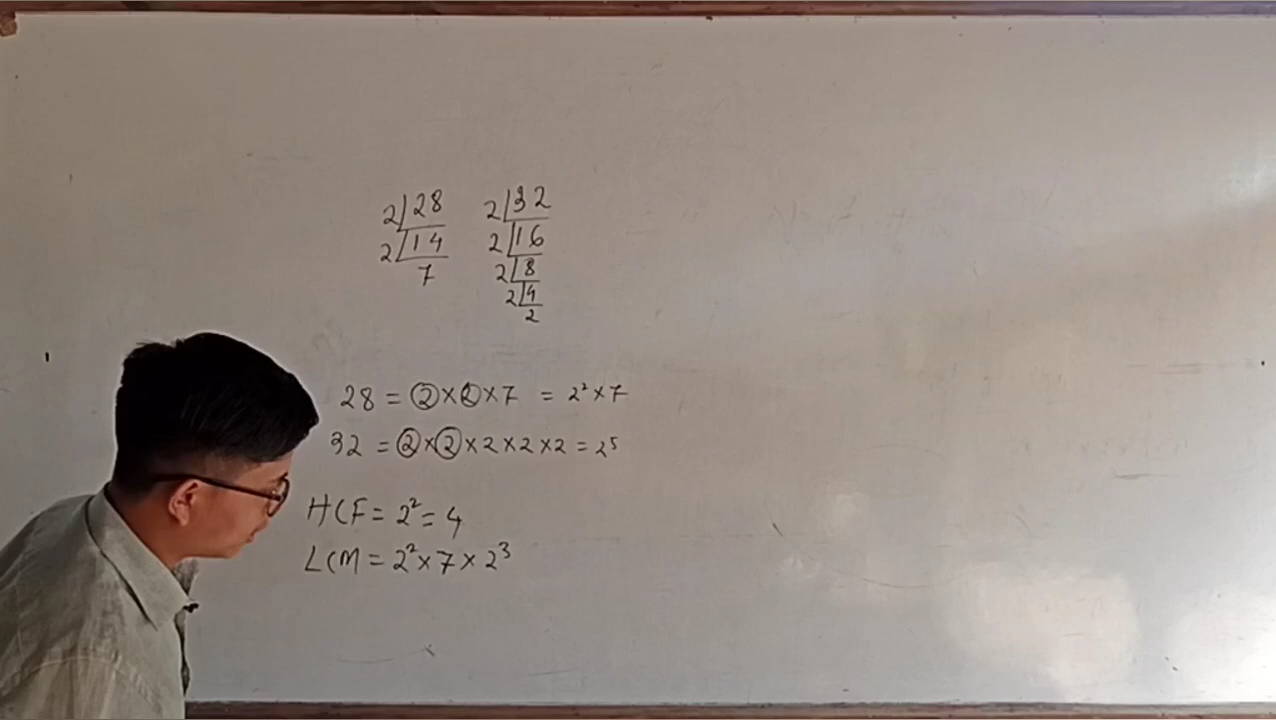 2|28
2|14
7
2|32
2|16
2|8
2|4
2
28 = 2×2×7 = 2²×7
32 = 2×2×2×2×2 = 2⁵
HCF = 2² = 4
LCM = 2²×7×2³